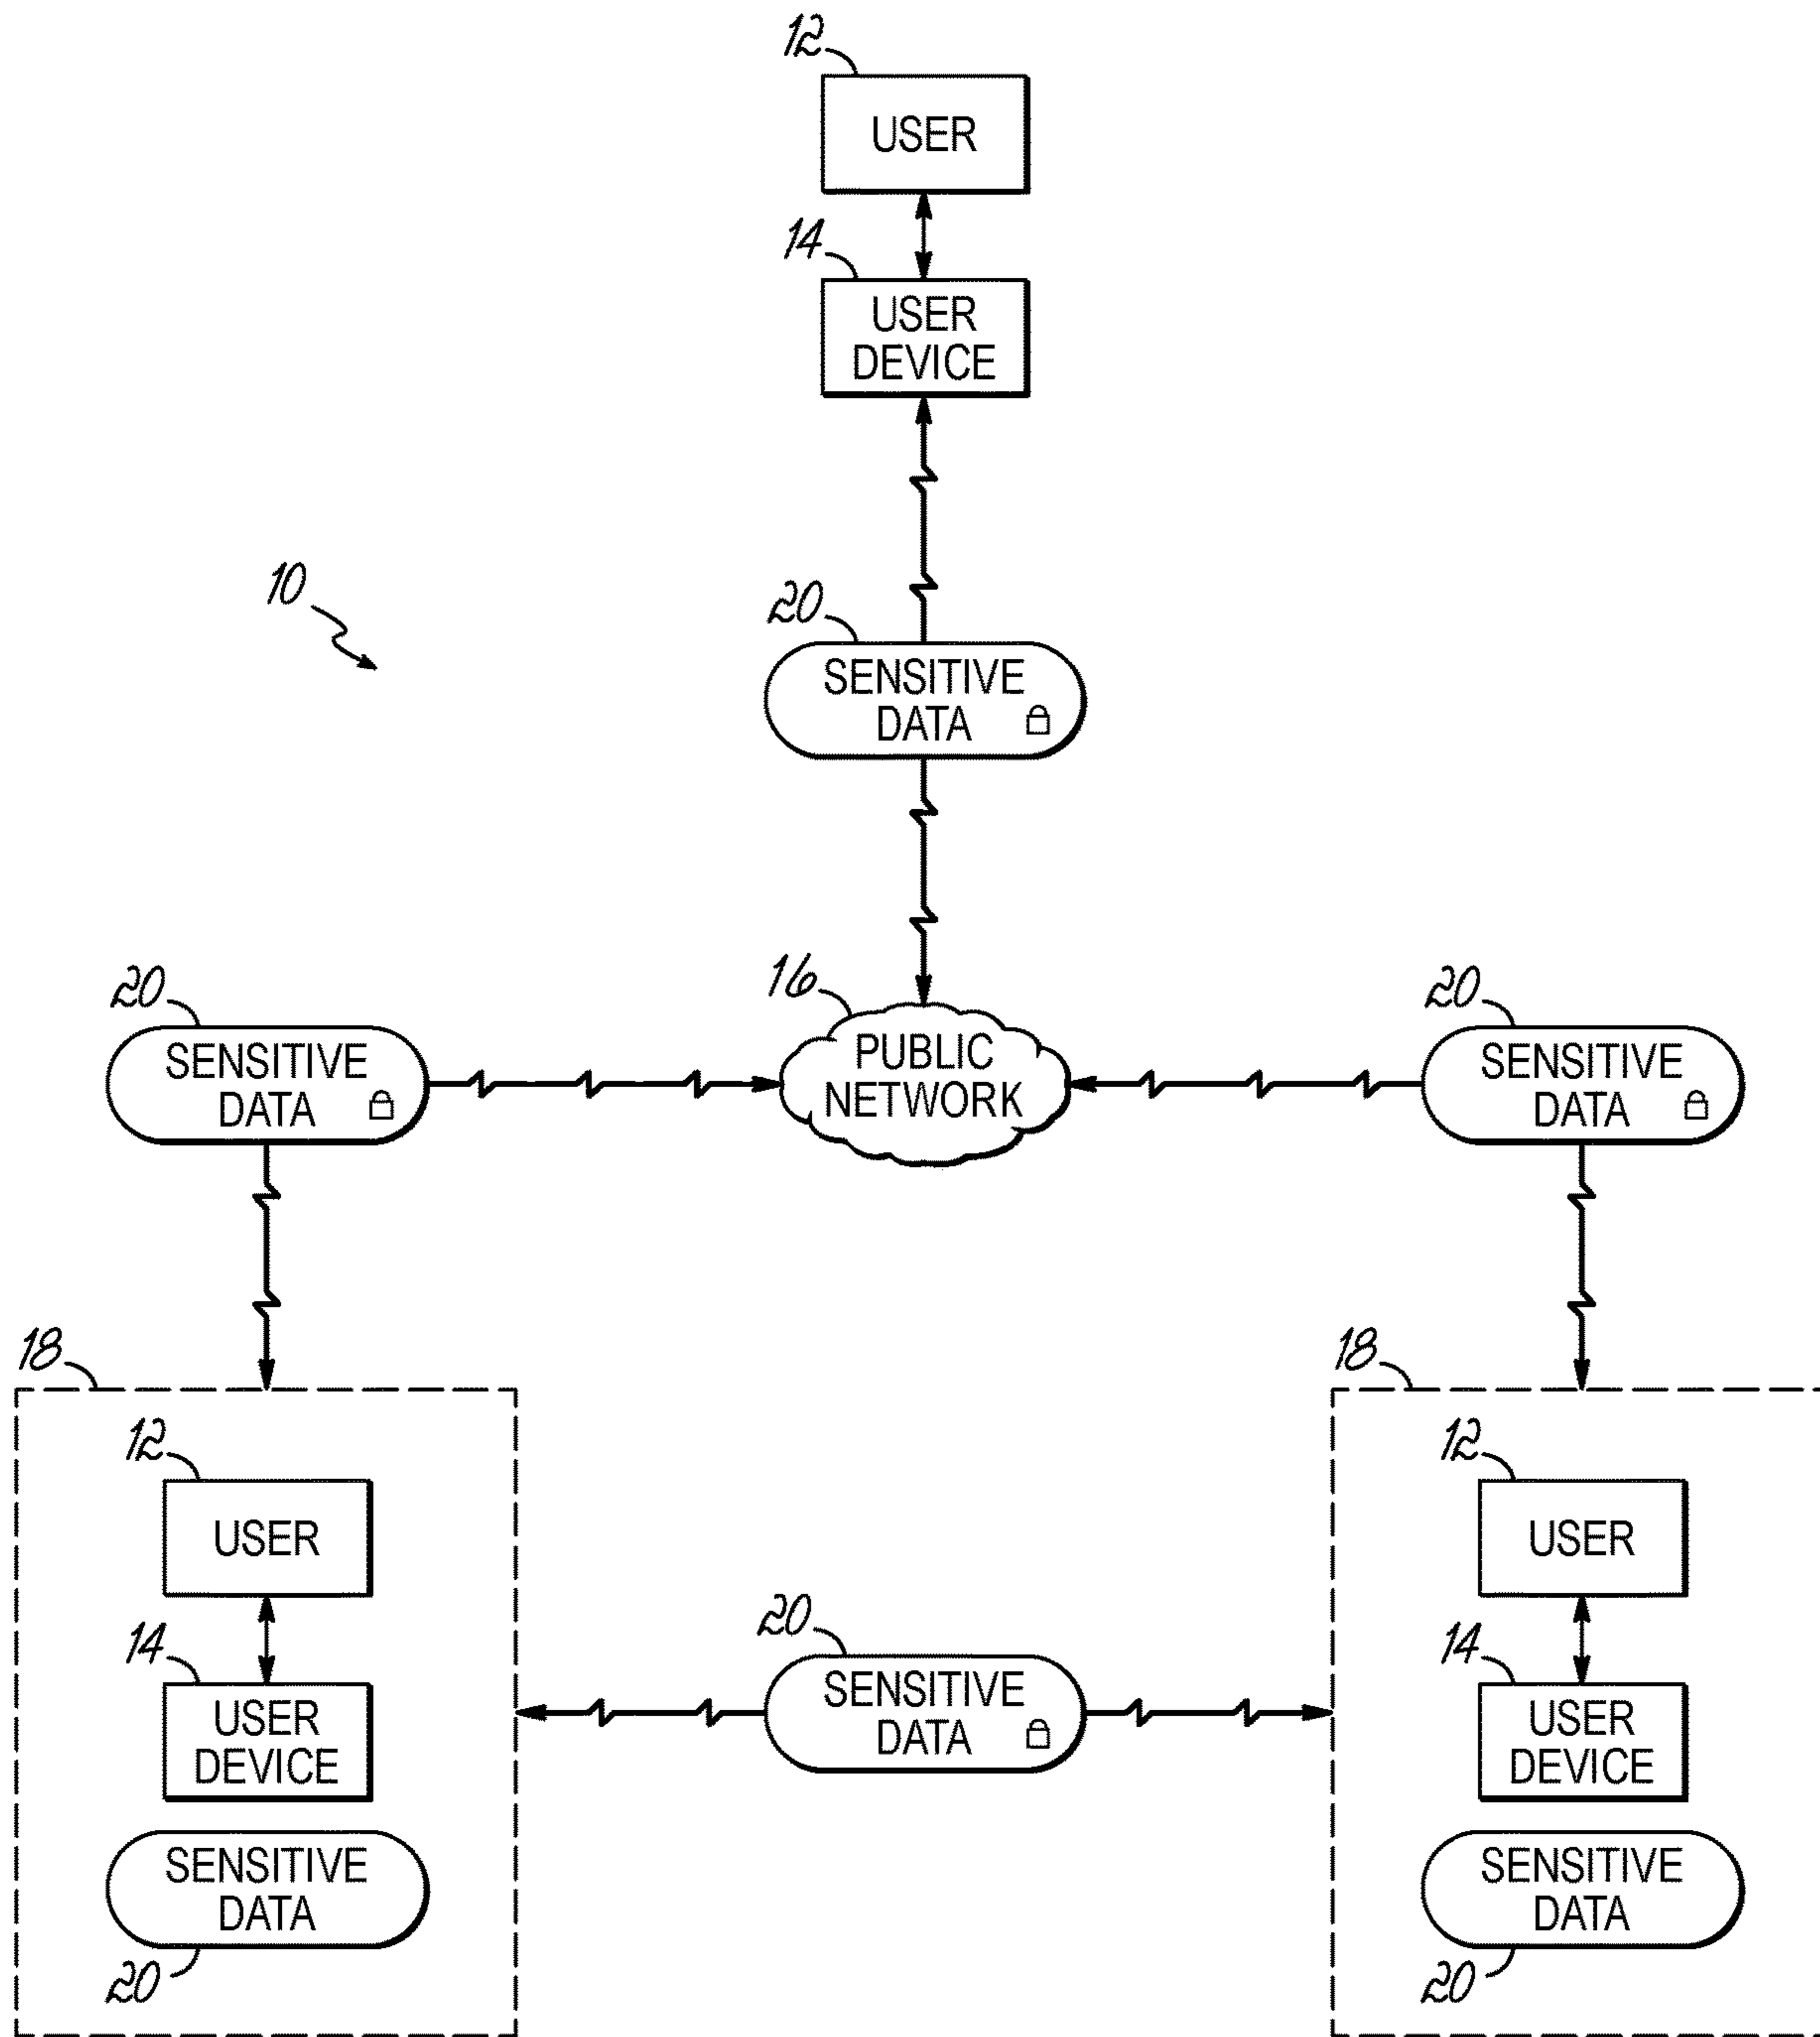 12
USER
14
USER
DEVICE
10
20
SENSITIVE
DATA
16
PUBLIC
NETWORK
20
SENSITIVE
DATA
20
SENSITIVE
DATA
18
12
USER
14
USER
DEVICE
SENSITIVE
DATA
20
20
SENSITIVE
DATA
18
12
USER
14
USER
DEVICE
SENSITIVE
DATA
20